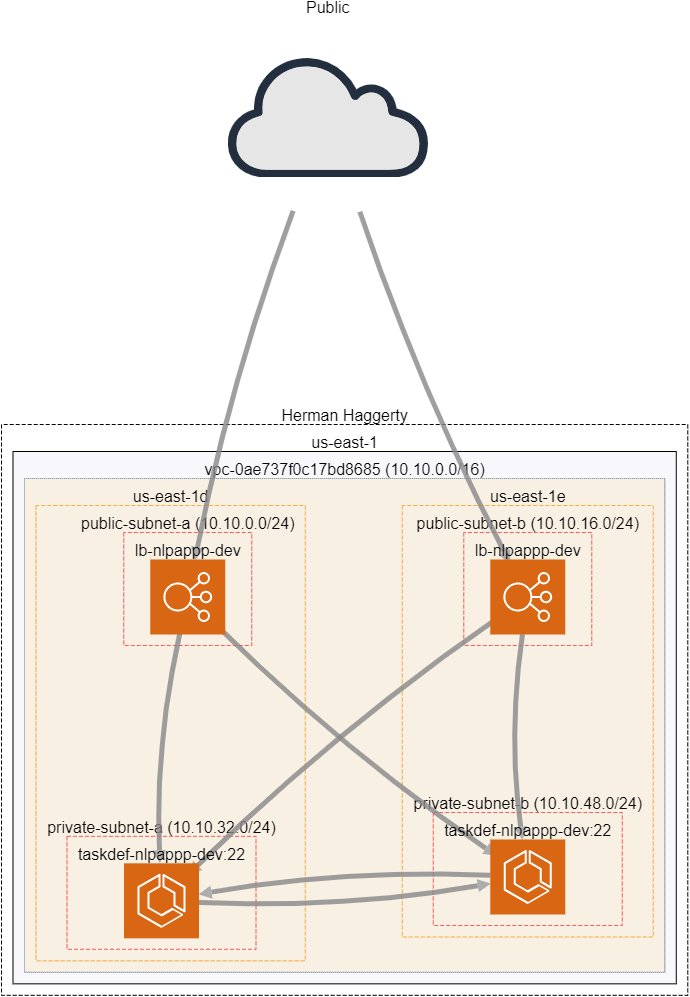 Public
Herman Haggerty
us-east-1
vpc-0ae737f0c17bd8685 (10.10.0.0/16)
us-east-1d
us-east-1e
public-subnet-a (10.10.0.0/24)
public-subnet-b (10.10.16.0/24)
lb-nlpappp-dev
lb-nlpappp-dev
private-subnet-b (10.10.48.0/24)
private-subnet-a (10.10.32.0/24)
taskdef-nlpappp-dev:22
taskdef-nlpappp-dev:22